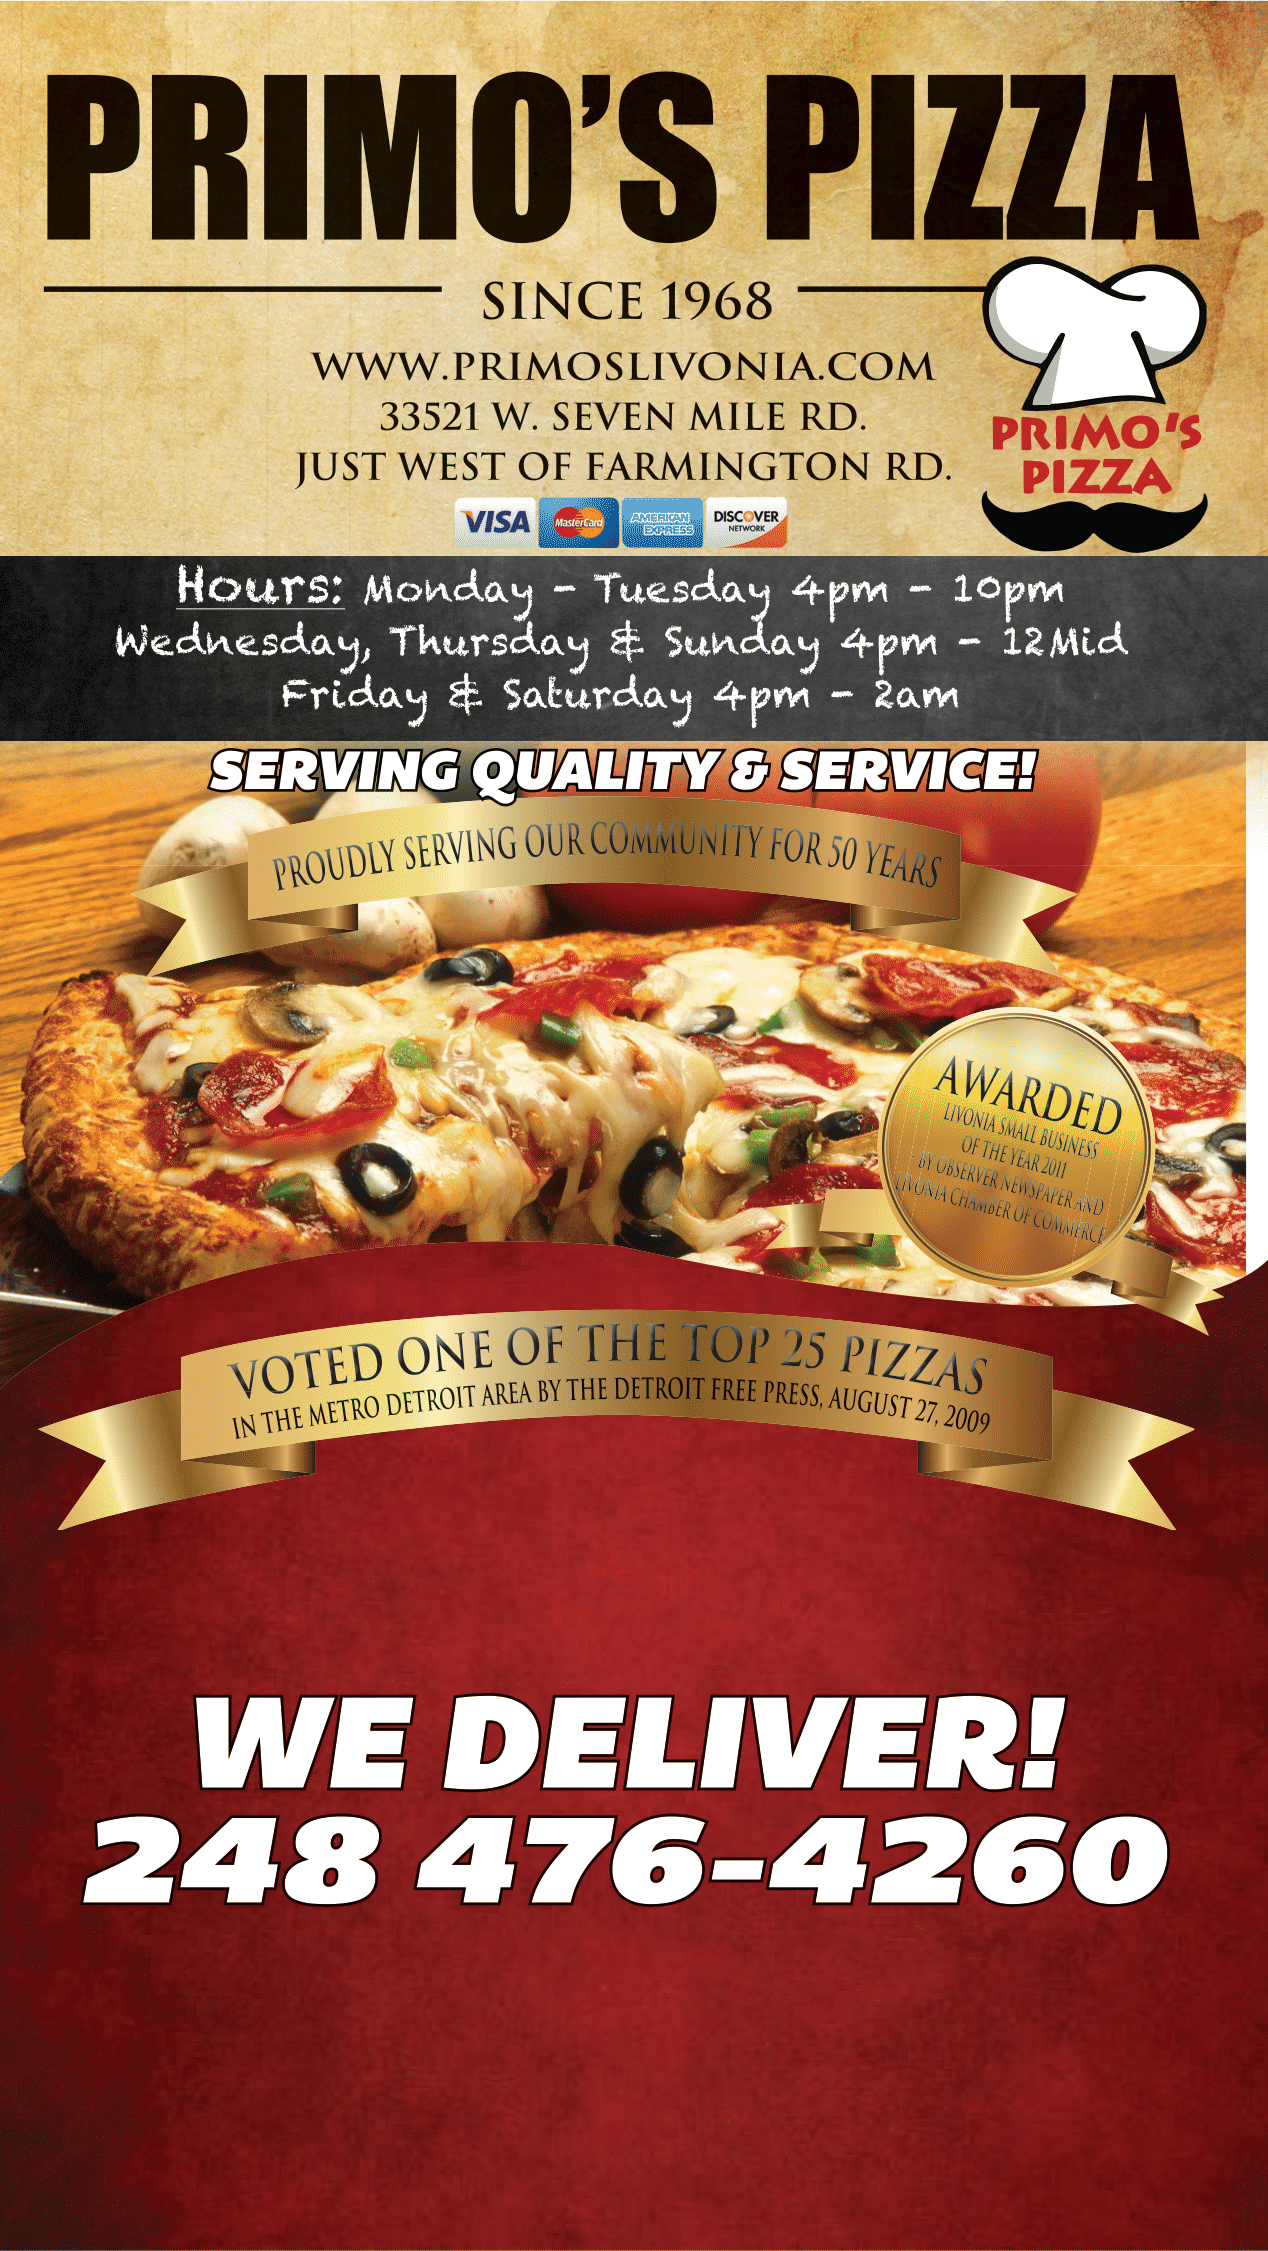 PRIMO'S PIZZA
SINCE 1968
WWW.PRIMOSLIVONIA.COM
33521 W. SEVEN MILE RD.
JUST WEST OF FARMINGTON RD.
VISA MasterCard AMERICAN EXPRESS DISCOVER NETWORK
PRIMO'S
PIZZA
Hours: Monday - Tuesday 4pm - 10pm
Wednesday, Thursday & Sunday 4pm - 12Mid
Friday & Saturday 4pm - 2am
SERVING QUALITY & SERVICE!
PROUDLY SERVING OUR COMMUNITY FOR 50 YEARS
AWARDED
LIVONIA SMALL BUSINESS
OF THE YEAR 2011
- BY OBSERVER NEWSPAPER AND
LIVONIA CHAMBER OF COMMERCE
VOTED ONE OF THE TOP 25 PIZZAS
IN THE METRO DETROIT AREA BY THE DETROIT FREE PRESS, AUGUST 27, 2009
WE DELIVER!
248 476-4260